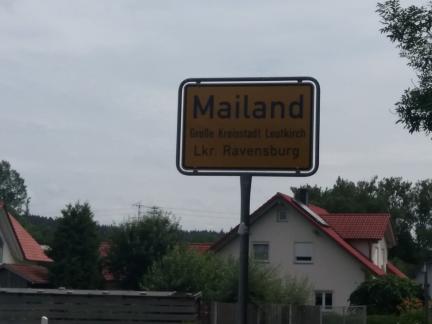 Mailand
Große Kreisstadt Leutkirch
Lkr. Ravensburg